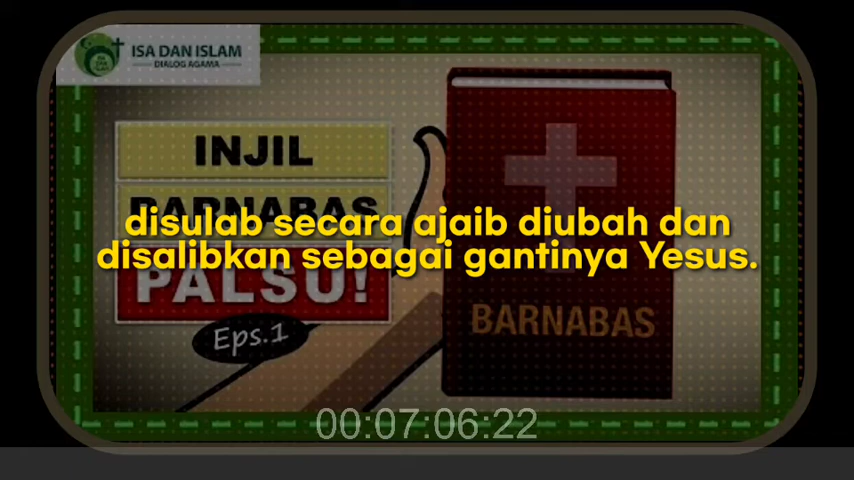 ISA DAN ISLAM
DIALOG AGAMA
INJIL
BARNABAS
disulab secara ajaib diubah dan
disalibkan sebagai gantinya Yesus.
PALSU!
Eps.1
BARNABAS
00:07:06:22